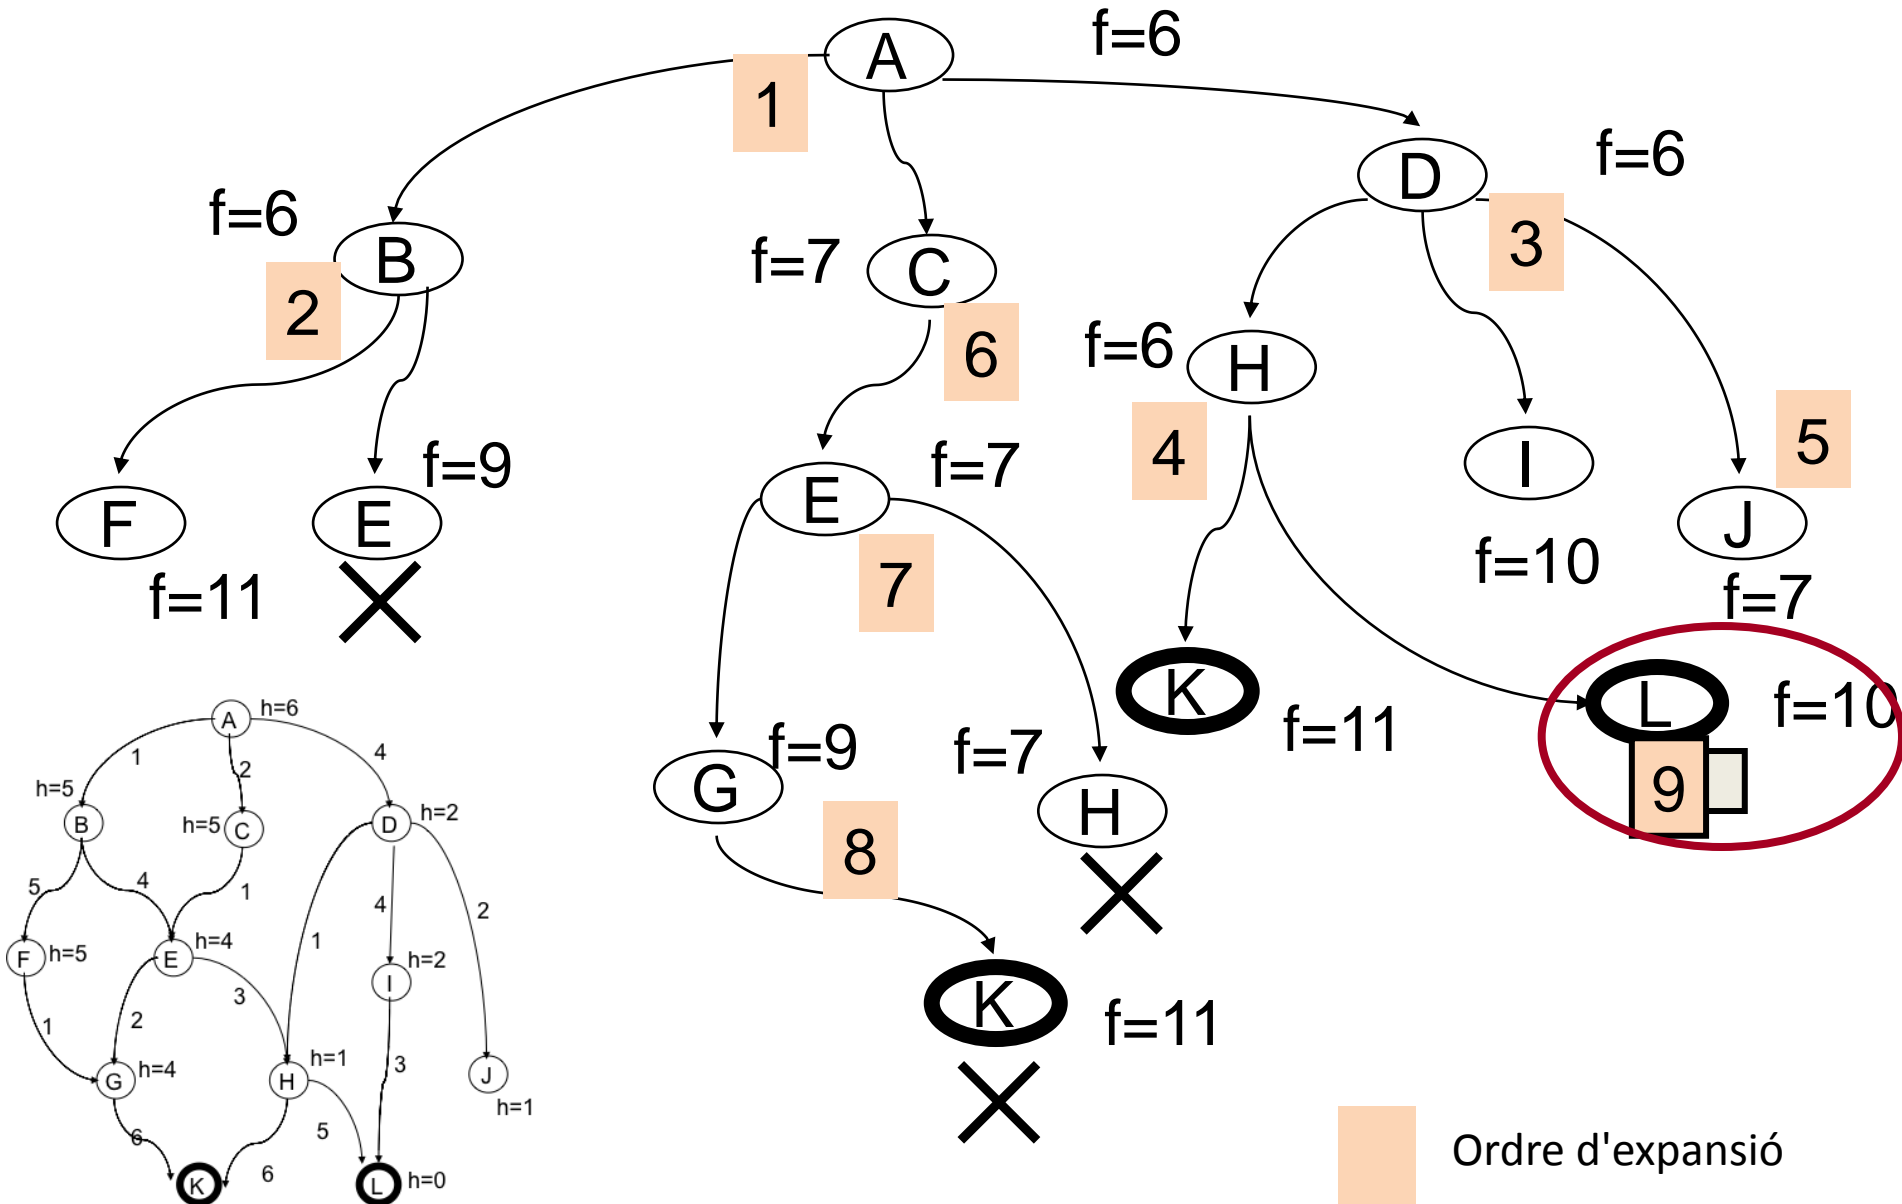 A
f=6
1
D
f=6
f=6
B
2
f=7
C
6
3
f=6
H
4
5
I
f=10
J
f=7
F
f=11
f=9
E
E
f=7
7
K
f=11
L
f=10
9
G
f=9
f=7
H
8
K
f=11
A
h=6
1
2
4
h=5
B
h=5
C
D
h=2
5
4
1
1
4
2
F
h=5
E
h=4
I
h=2
1
2
3
3
G
h=4
H
h=1
J
h=1
6
6
5
K
L
h=0
Ordre d'expansió